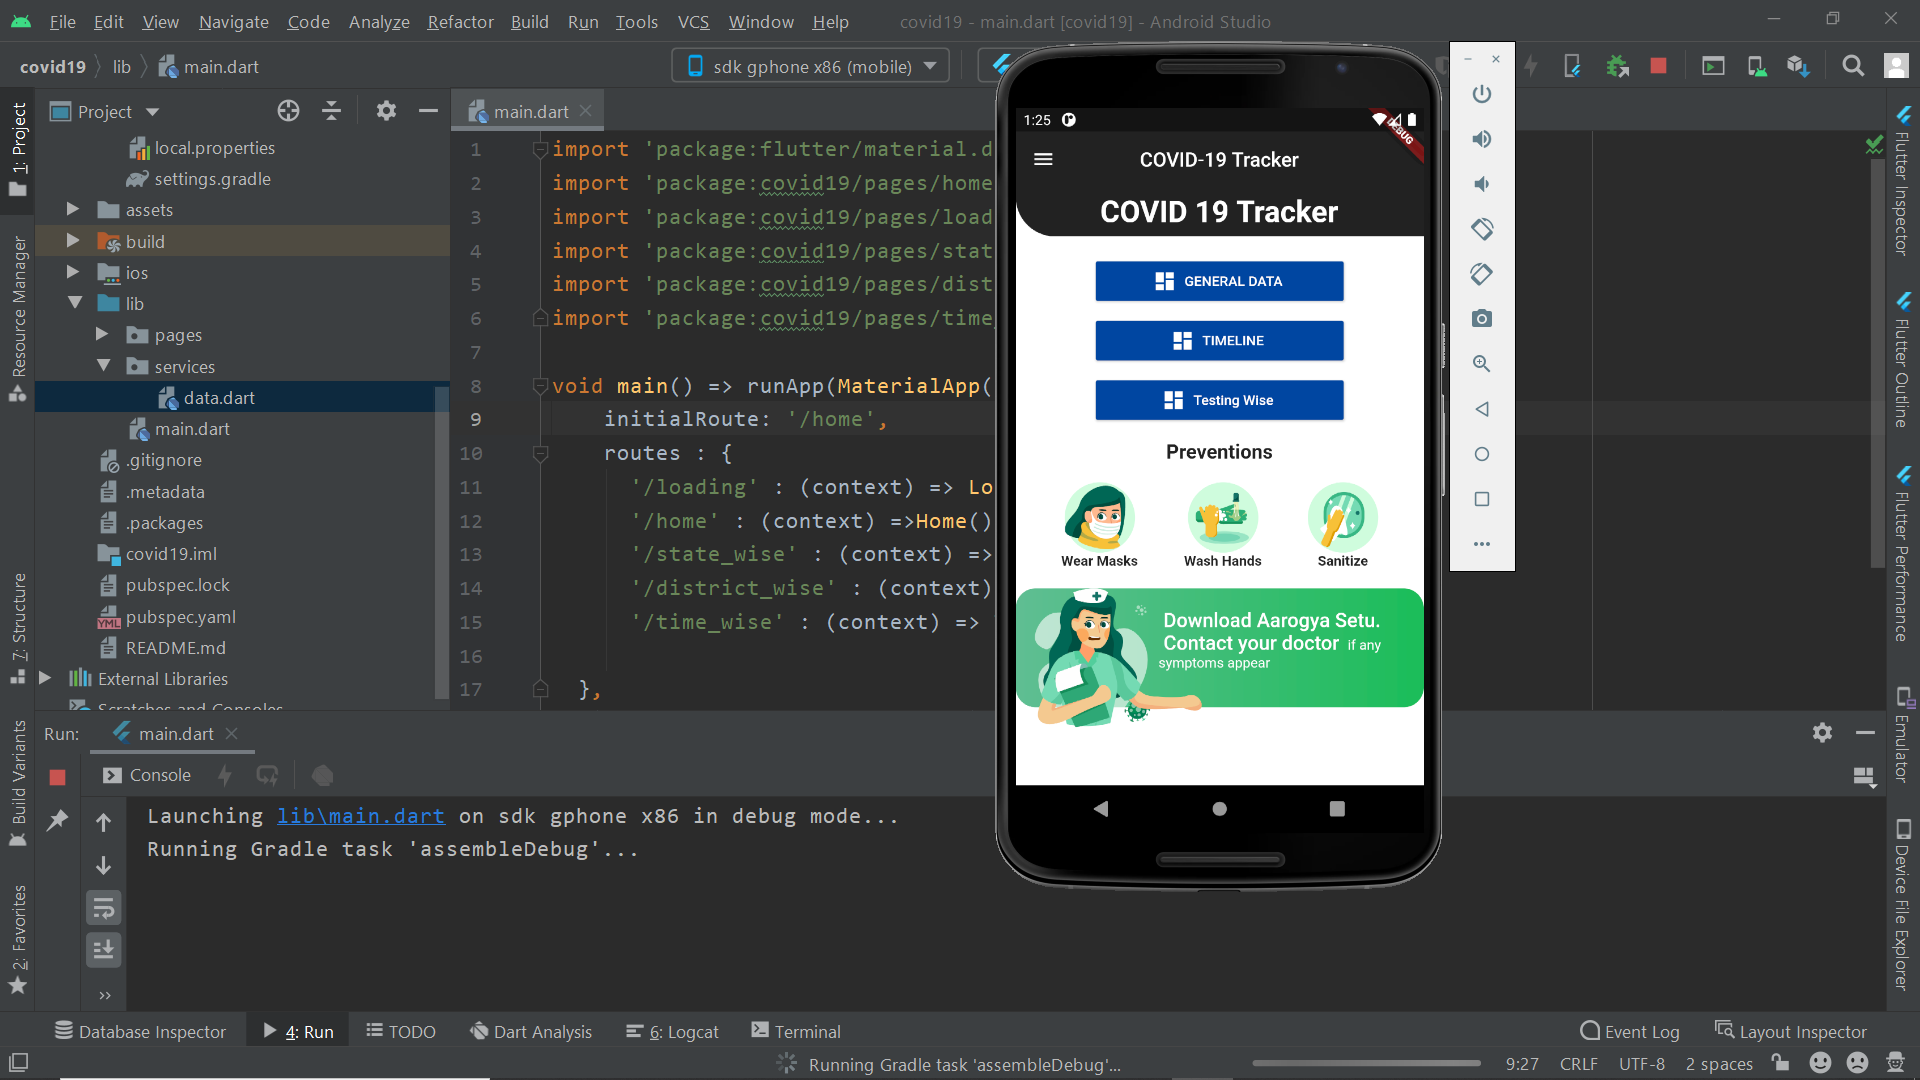 File Edit View Navigate Code Analyze Refactor Build Run Tools VCS Window Help covid19 - main.dart [covid19] - Android Studio
covid19 lib main.dart sdk gphone x86 (mobile)
Project
main.dart
local.properties
settings.gradle
assets
build
ios
lib
pages
services
data.dart
main.dart
.gitignore
.metadata
.packages
covid19.iml
pubspec.lock
pubspec.yaml
README.md
External Libraries
Scratches and Consoles
1 import 'package:flutter/material.d
2 import 'package:covid19/pages/home
3 import 'package:covid19/pages/load
4 import 'package:covid19/pages/stat
5 import 'package:covid19/pages/dist
6 import 'package:covid19/pages/time
7
8 void main() => runApp(MaterialApp(
9 initialRoute: '/home',
10 routes : {
11 '/loading' : (context) => Lo
12 '/home' : (context) =>Home()
13 '/state_wise' : (context) =>
14 '/district_wise' : (context)
15 '/time_wise' : (context) =>
16
17 },
1:25
DEBUG
COVID-19 Tracker
COVID 19 Tracker
GENERAL DATA
TIMELINE
Testing Wise
Preventions
Wear Masks Wash Hands Sanitize
Download Aarogya Setu.
Contact your doctor if any
symptoms appear
1: Project
Resource Manager
7: Structure
Build Variants
2: Favorites
Flutter Inspector
Flutter Outline
Flutter Performance
Emulator
Device File Explorer
Run: main.dart
Console
Launching lib\main.dart on sdk gphone x86 in debug mode...
Running Gradle task 'assembleDebug'...
Database Inspector 4: Run TODO Dart Analysis 6: Logcat Terminal Event Log Layout Inspector
Running Gradle task 'assembleDebug'... 9:27 CRLF UTF-8 2 spaces